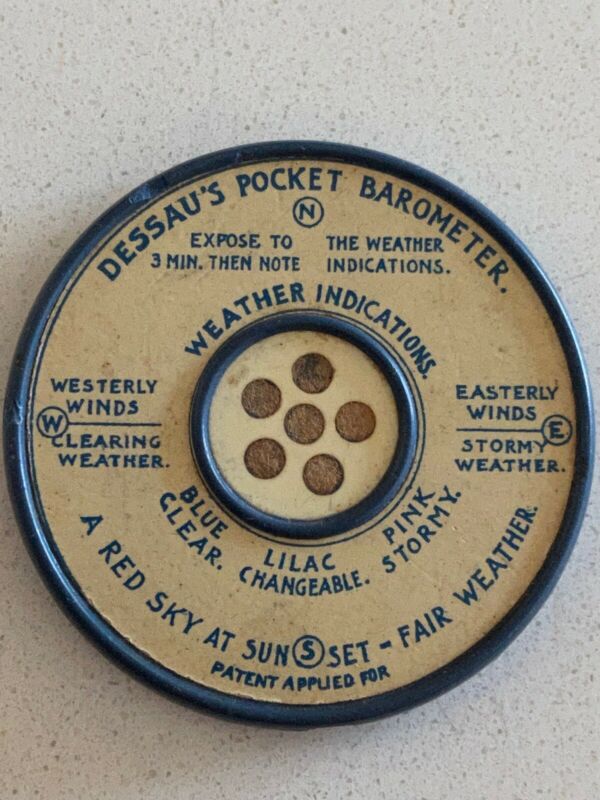 DESSAU'S POCKET BAROMETER.
N
EXPOSE TO THE WEATHER
3 MIN. THEN NOTE INDICATIONS.
WEATHER INDICATIONS.
WESTERLY
WINDS
W
CLEARING
WEATHER.
EASTERLY
WINDS
E
STORMY
WEATHER.
BLUE
CLEAR.
LILAC
CHANGEABLE.
PINK
STORMY.
A RED SKY AT SUN S SET - FAIR WEATHER.
PATENT APPLIED FOR